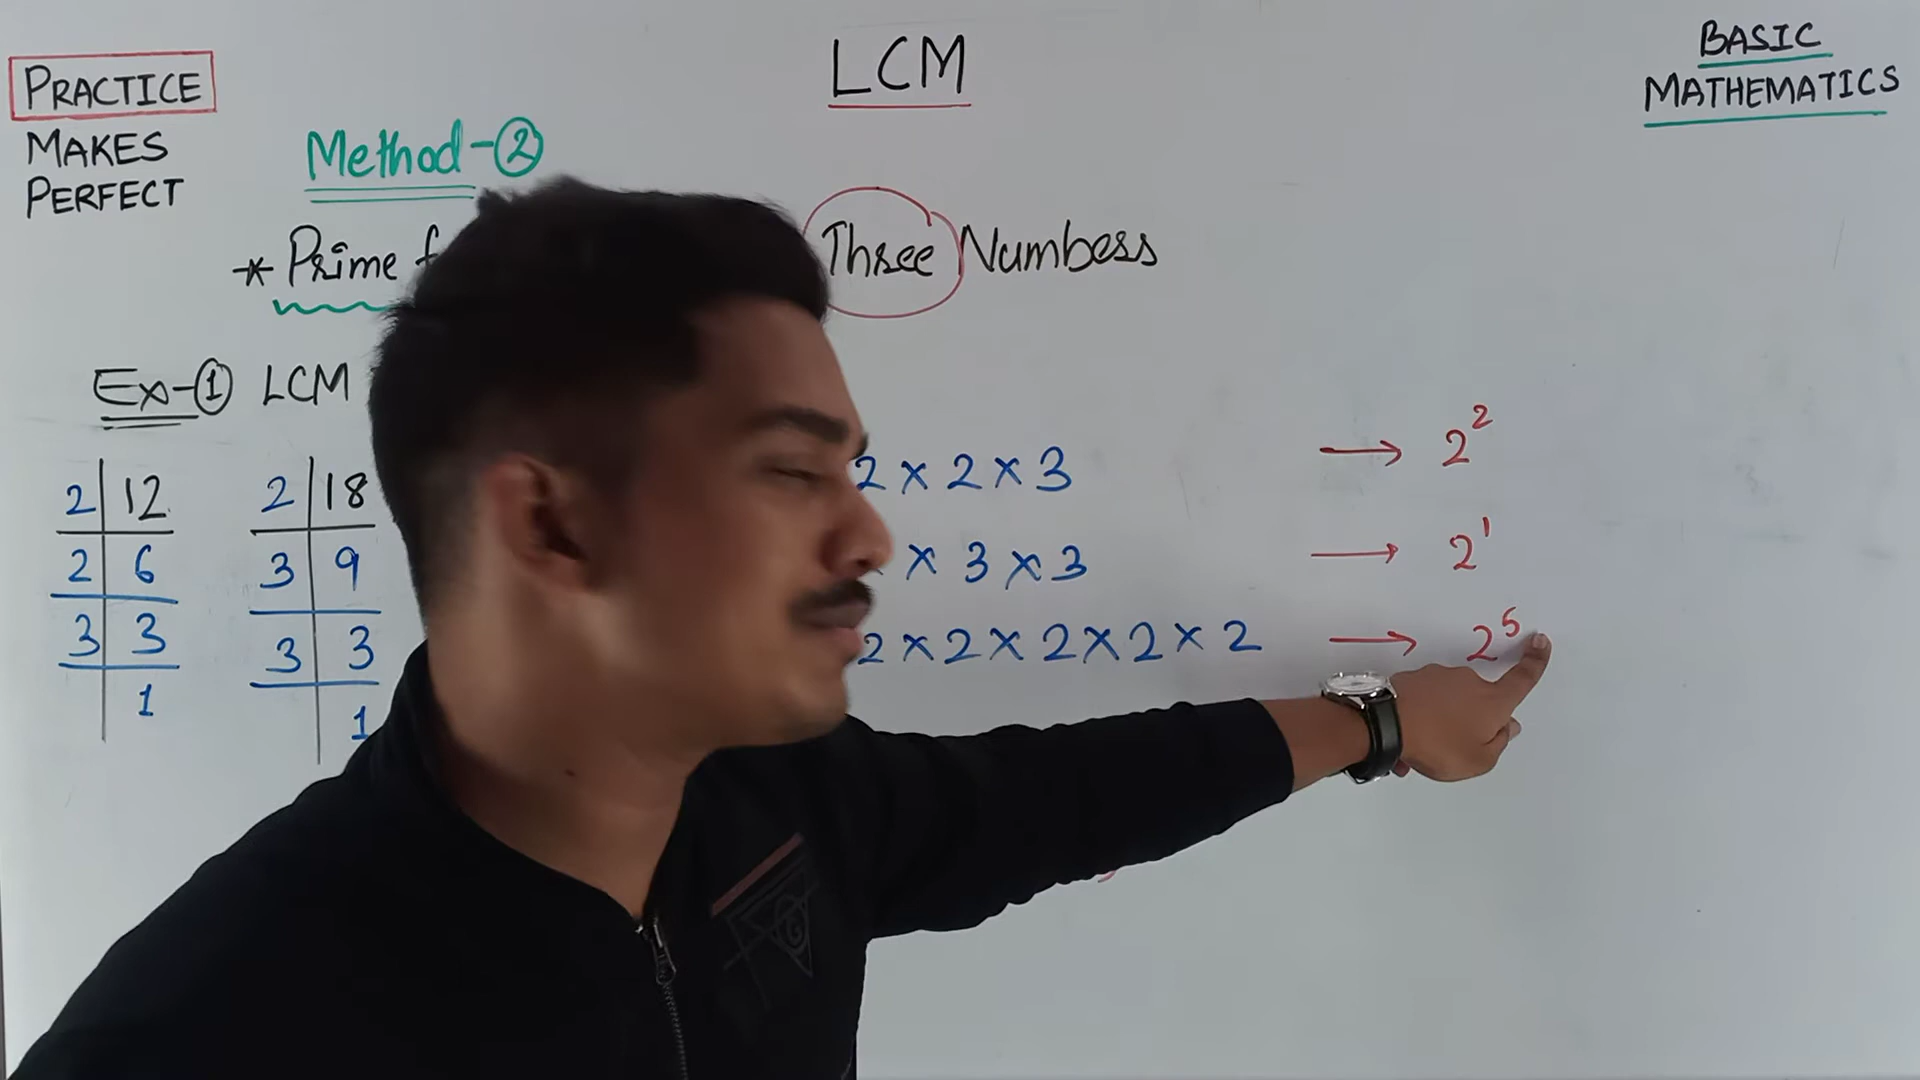 LCM
BASIC
MATHEMATICS
PRACTICE
MAKES
PERFECT
Method-②
* Prime f
Three Numbers
Ex-① LCM
2 12
2 6
3 3
1
2 18
3 9
3 3
1
2 × 2 × 3 → 2²
× 3 × 3 → 2¹
2 × 2 × 2 × 2 × 2 → 2⁵